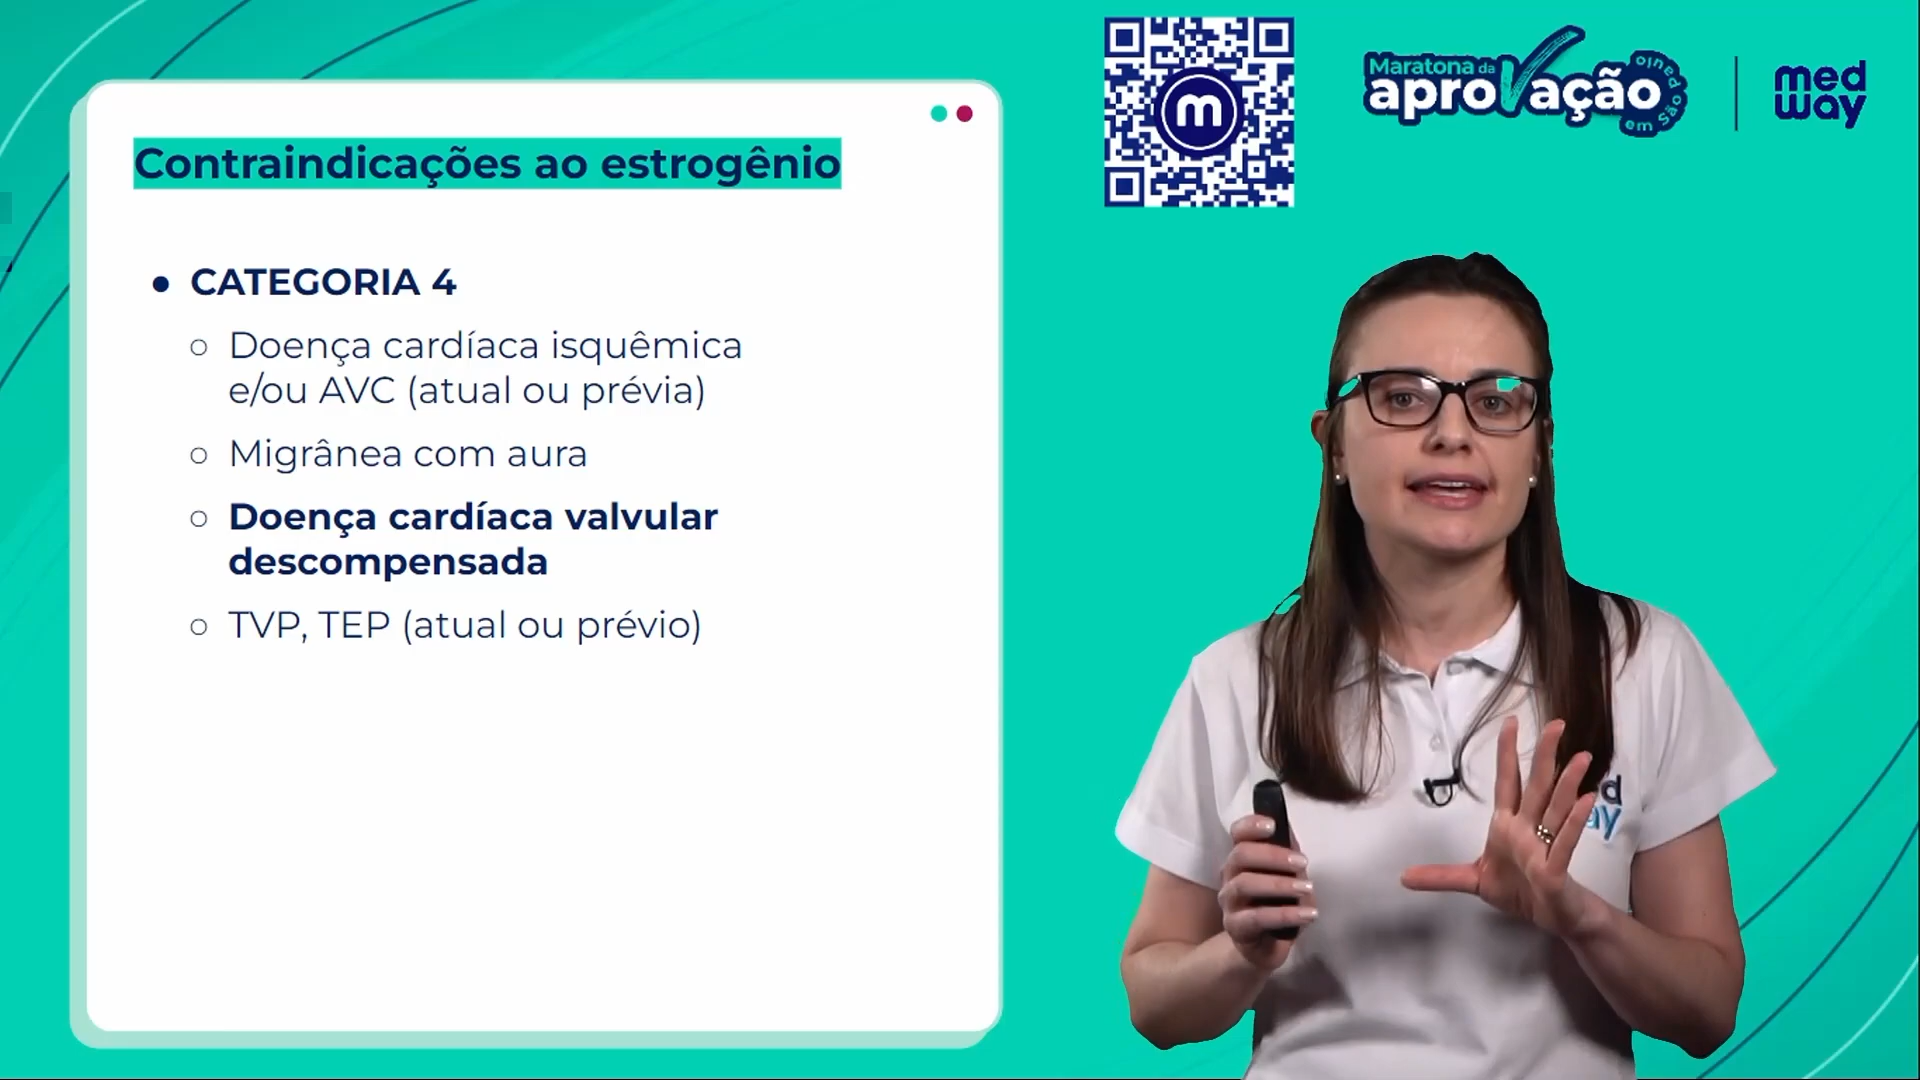 Contraindicações ao estrogênio
CATEGORIA 4
Doença cardíaca isquêmica
e/ou AVC (atual ou prévia)
Migrânea com aura
Doença cardíaca valvular
descompensada
TVP, TEP (atual ou prévio)
m
Maratona da
aproVação
em São paulo
med
way
d
ay